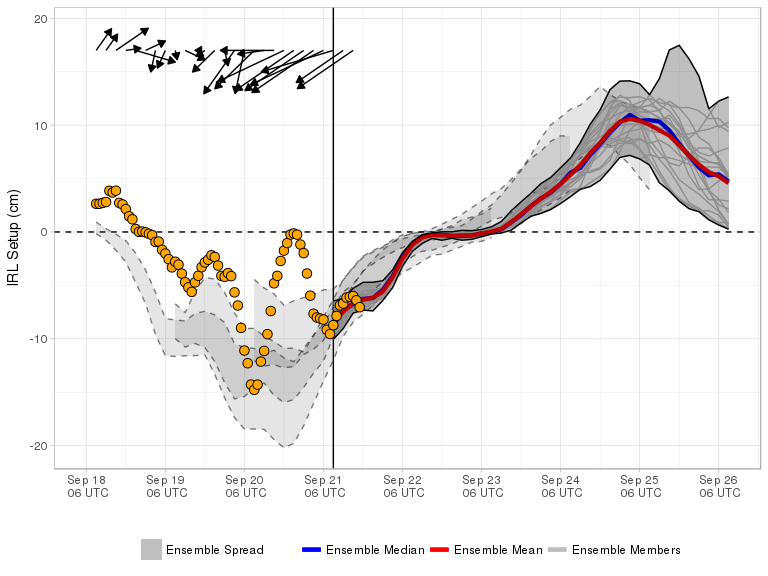 IRL Setup (cm)
20
10
0
-10
-20
Sep 18 Sep 19 Sep 20 Sep 21 Sep 22 Sep 23 Sep 24 Sep 25 Sep 26
06 UTC 06 UTC 06 UTC 06 UTC 06 UTC 06 UTC 06 UTC 06 UTC 06 UTC
Ensemble Spread Ensemble Median Ensemble Mean Ensemble Members